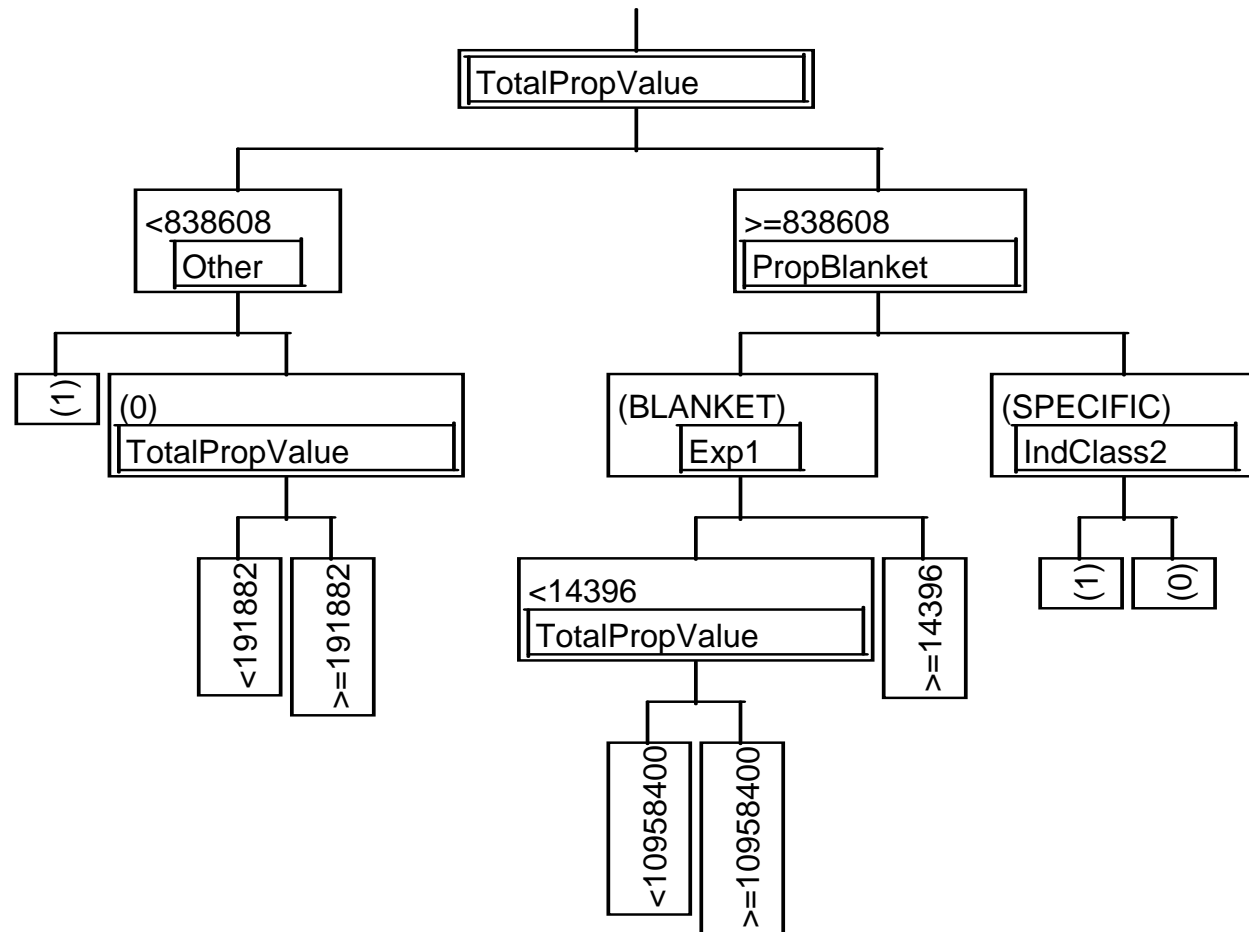 TotalPropValue
<838608
Other
>=838608
PropBlanket
(1)
(0)
TotalPropValue
(BLANKET)
Exp1
(SPECIFIC)
IndClass2
<191882
>=191882
<14396
TotalPropValue
>=14396
(1)
(0)
<10958400
>=10958400